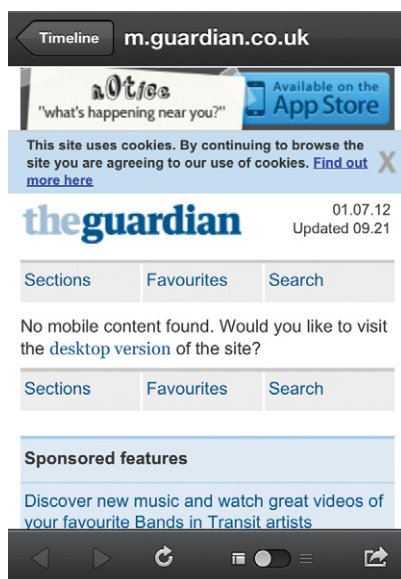 Timeline
m.guardian.co.uk
nOtice
"what's happening near you?"
Available on the
App Store
This site uses cookies. By continuing to browse the
site you are agreeing to our use of cookies. Find out
more here
X
theguardian
01.07.12
Updated 09.21
Sections Favourites Search
No mobile content found. Would you like to visit
the desktop version of the site?
Sections Favourites Search
Sponsored features
Discover new music and watch great videos of
your favourite Bands in Transit artists